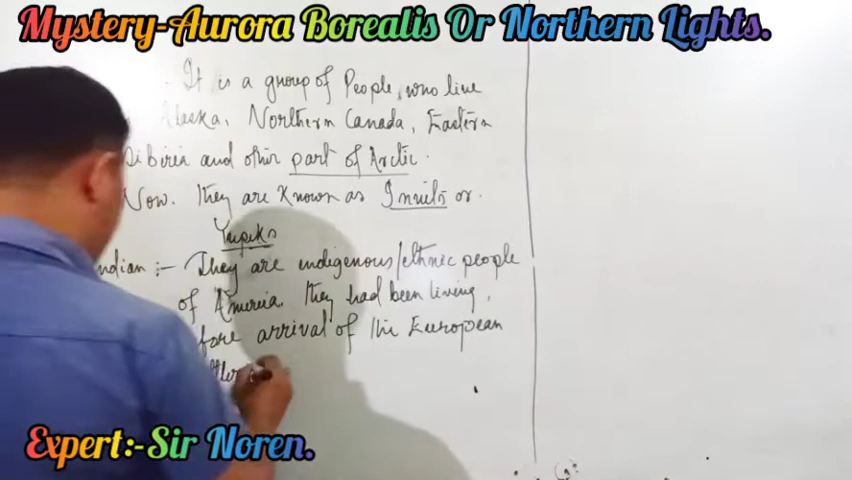 Mystery-Aurora Borealis Or Northern Lights.
- It is a group of People, who live
Alaska, Northern Canada, Eastern
Sibiria and other part of Arctic.
Now. they are known as Inuits or.
Yupiks
ndian :- They are indigenous/ethnic people
of America. they had been living,
fore arrival of the European
Expert:-Sir Noren.